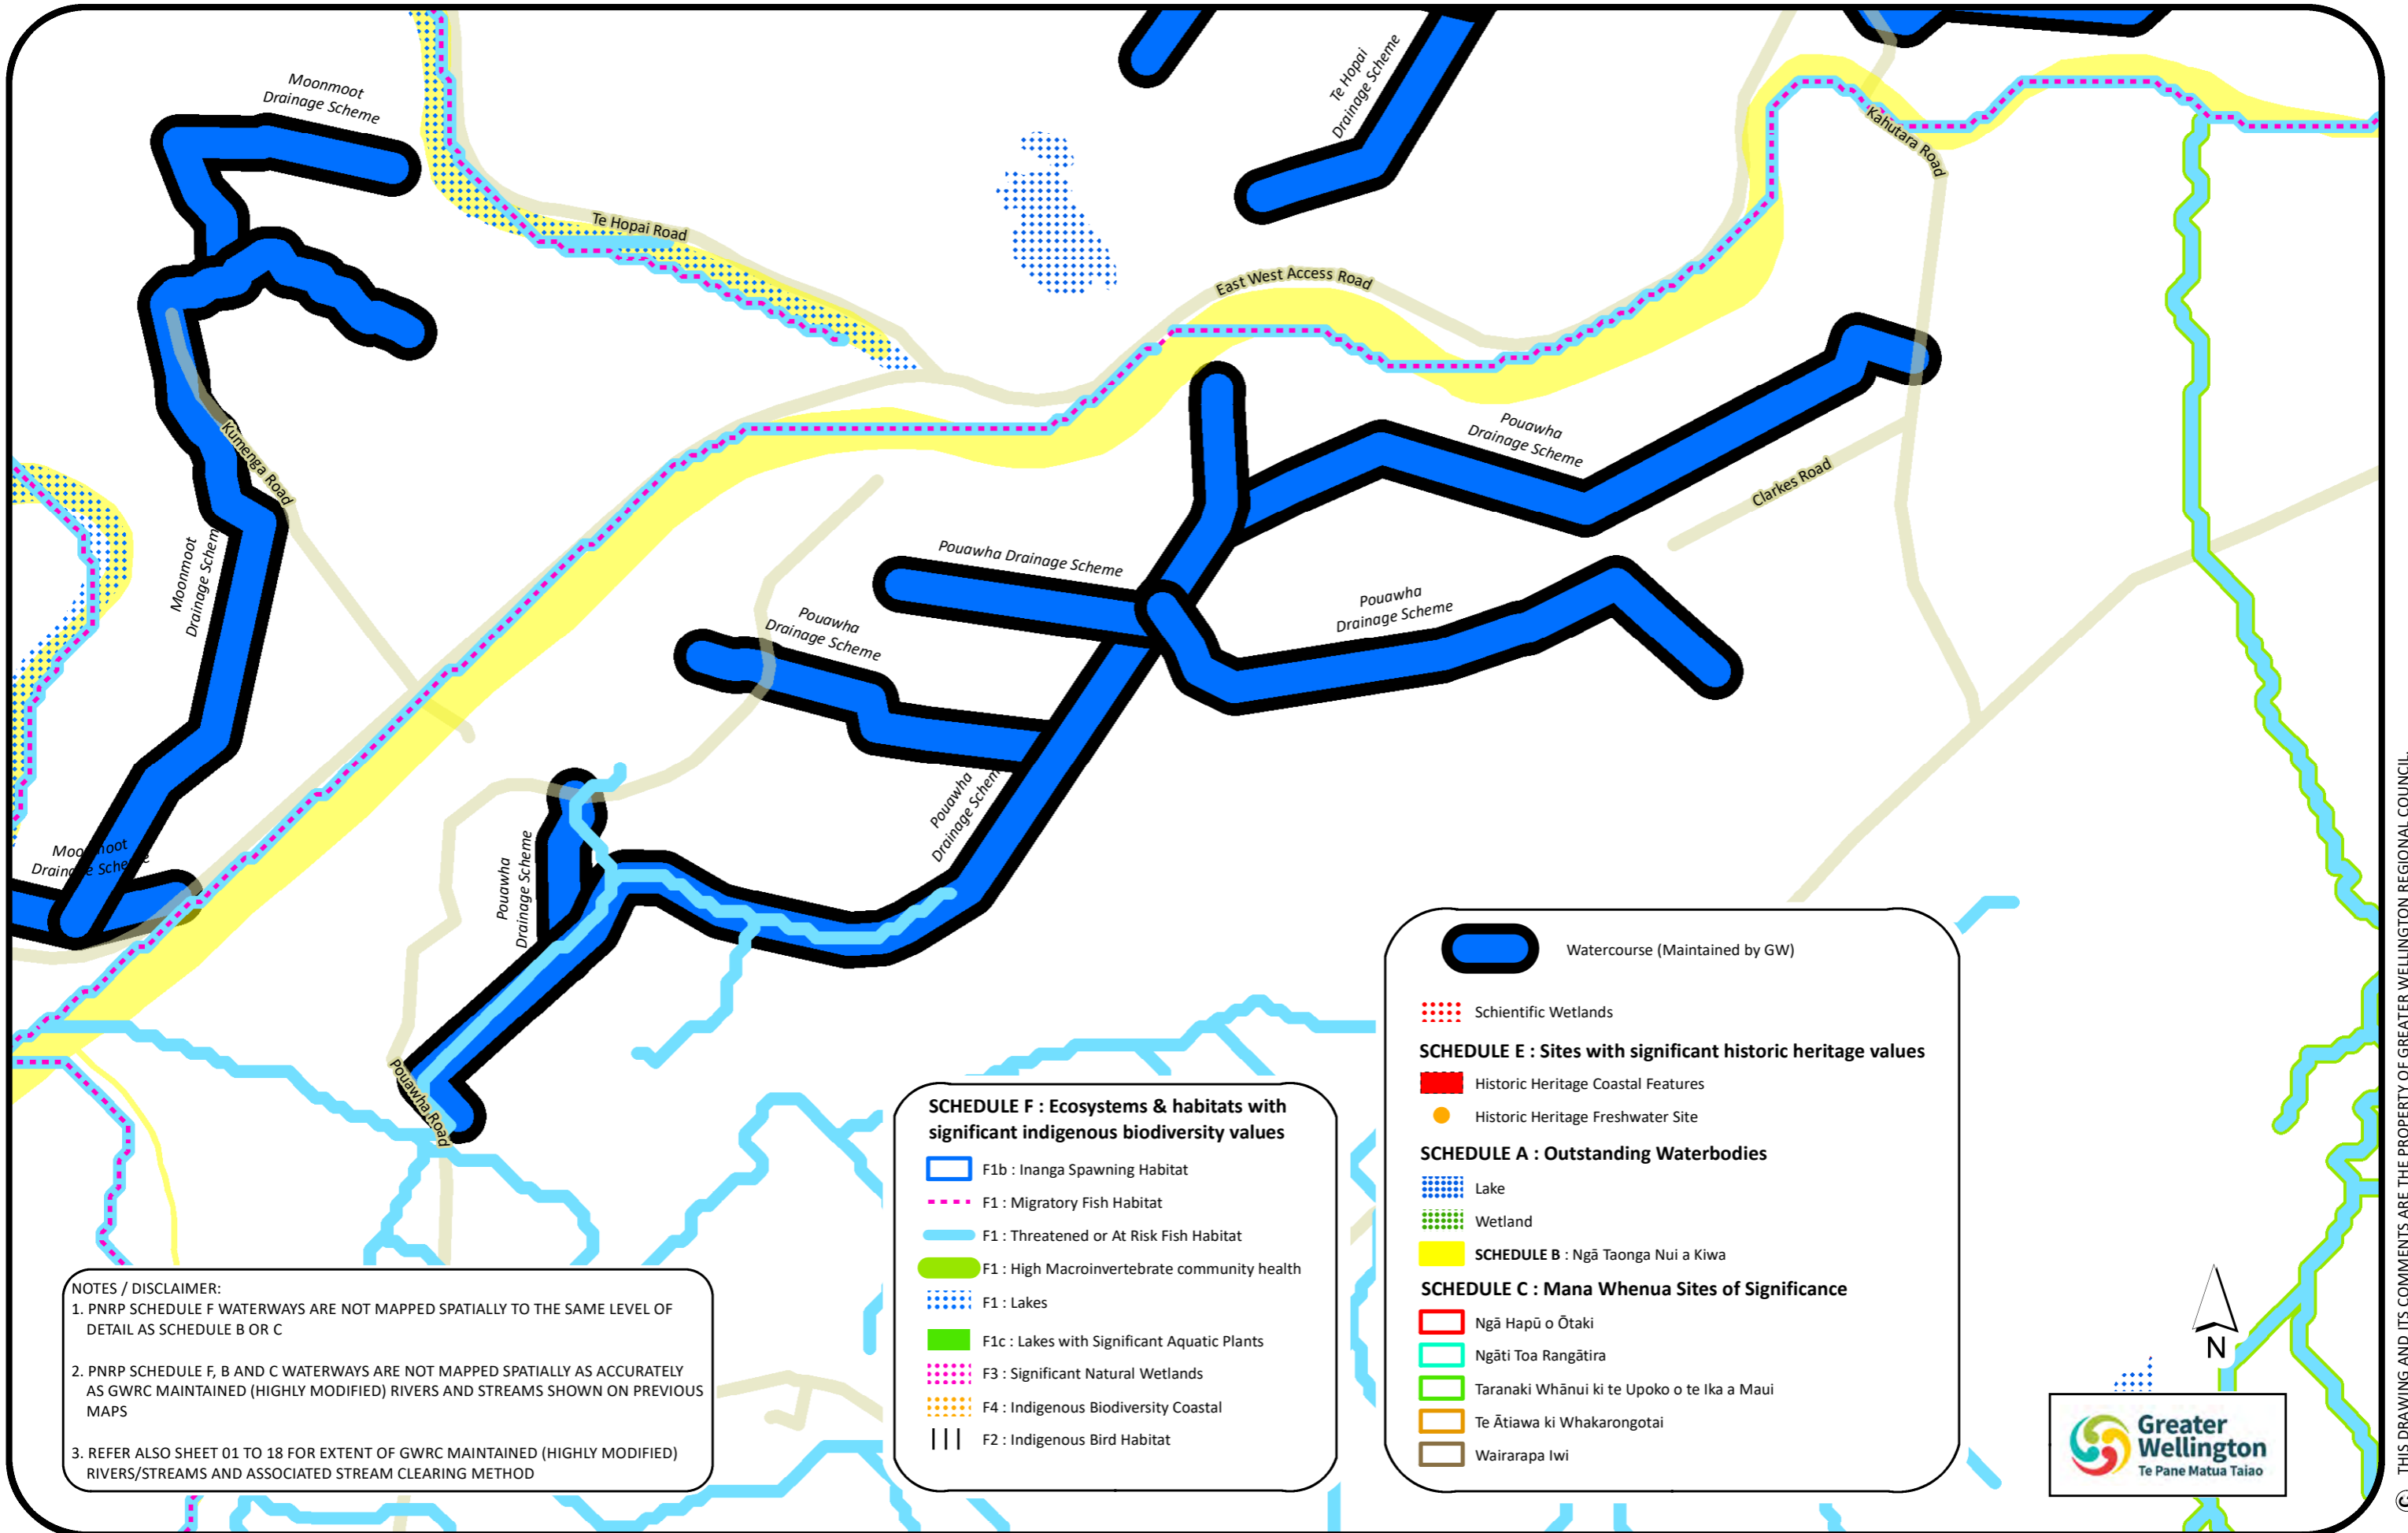 Moonmoot
Drainage Scheme
Te Hopai
Drainage Scheme
Kahutara Road
Te Hopai Road
East West Access Road
Kumenga Road
Pouawha
Drainage Scheme
Clarkes Road
Moonmoot
Drainage Scheme
Pouawha Drainage Scheme
Pouawha
Drainage Scheme
Pouawha
Drainage Scheme
Pouawha
Drainage Scheme
Moonmoot
Drainage Scheme
Pouawha
Drainage Scheme
Pouawha Road
NOTES / DISCLAIMER:
1. PNRP SCHEDULE F WATERWAYS ARE NOT MAPPED SPATIALLY TO THE SAME LEVEL OF
DETAIL AS SCHEDULE B OR C
2. PNRP SCHEDULE F, B AND C WATERWAYS ARE NOT MAPPED SPATIALLY AS ACCURATELY
AS GWRC MAINTAINED (HIGHLY MODIFIED) RIVERS AND STREAMS SHOWN ON PREVIOUS
MAPS
3. REFER ALSO SHEET 01 TO 18 FOR EXTENT OF GWRC MAINTAINED (HIGHLY MODIFIED)
RIVERS/STREAMS AND ASSOCIATED STREAM CLEARING METHOD
SCHEDULE F : Ecosystems & habitats with
significant indigenous biodiversity values
F1b : Inanga Spawning Habitat
F1 : Migratory Fish Habitat
F1 : Threatened or At Risk Fish Habitat
F1 : High Macroinvertebrate community health
F1 : Lakes
F1c : Lakes with Significant Aquatic Plants
F3 : Significant Natural Wetlands
F4 : Indigenous Biodiversity Coastal
F2 : Indigenous Bird Habitat
Watercourse (Maintained by GW)
Schientific Wetlands
SCHEDULE E : Sites with significant historic heritage values
Historic Heritage Coastal Features
Historic Heritage Freshwater Site
SCHEDULE A : Outstanding Waterbodies
Lake
Wetland
SCHEDULE B : Ngā Taonga Nui a Kiwa
SCHEDULE C : Mana Whenua Sites of Significance
Ngā Hapū o Ōtaki
Ngāti Toa Rangātira
Taranaki Whānui ki te Upoko o te Ika a Maui
Te Ātiawa ki Whakarongotai
Wairarapa Iwi
N
Greater
Wellington
Te Pane Matua Taiao
© THIS DRAWING AND ITS COMMENTS ARE THE PROPERTY OF GREATER WELLINGTON REGIONAL COUNCIL.